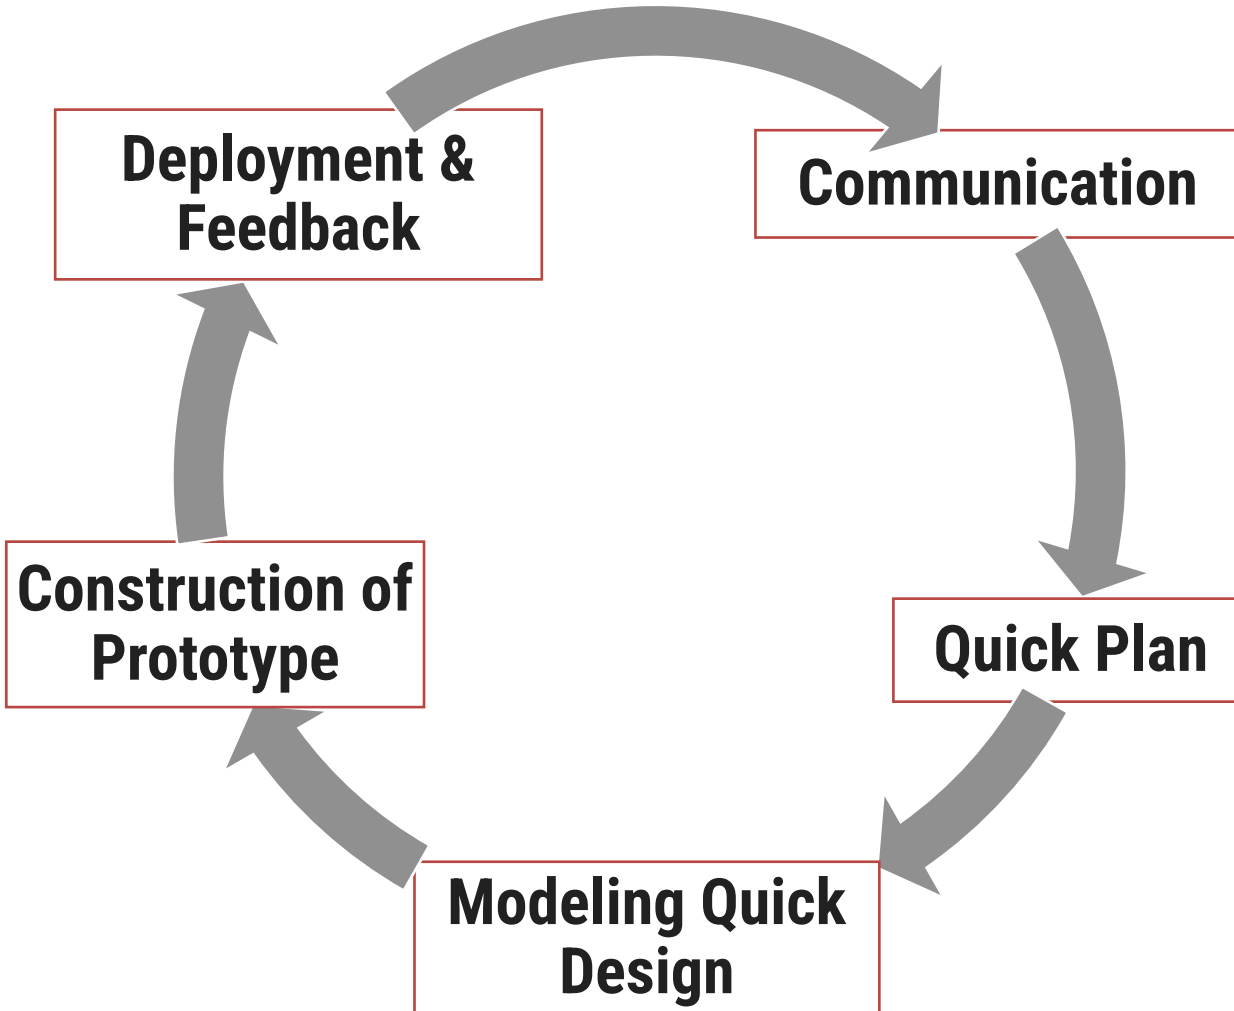 Deployment &
Feedback
Communication
Quick Plan
Modeling Quick
Design
Construction of
Prototype